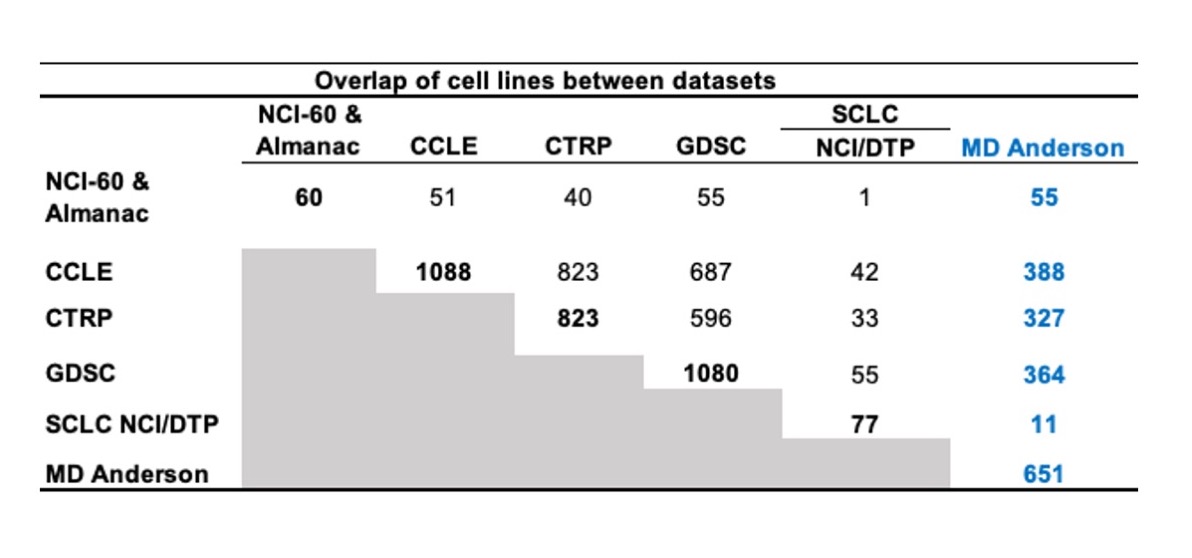 Overlap of cell lines between datasets
NCI-60 & SCLC
Almanac CCLE CTRP GDSC NCI/DTP MD Anderson
NCI-60 &
Almanac 60 51 40 55 1 55
CCLE 1088 823 687 42 388
CTRP 823 596 33 327
GDSC 1080 55 364
SCLC NCI/DTP 77 11
MD Anderson 651